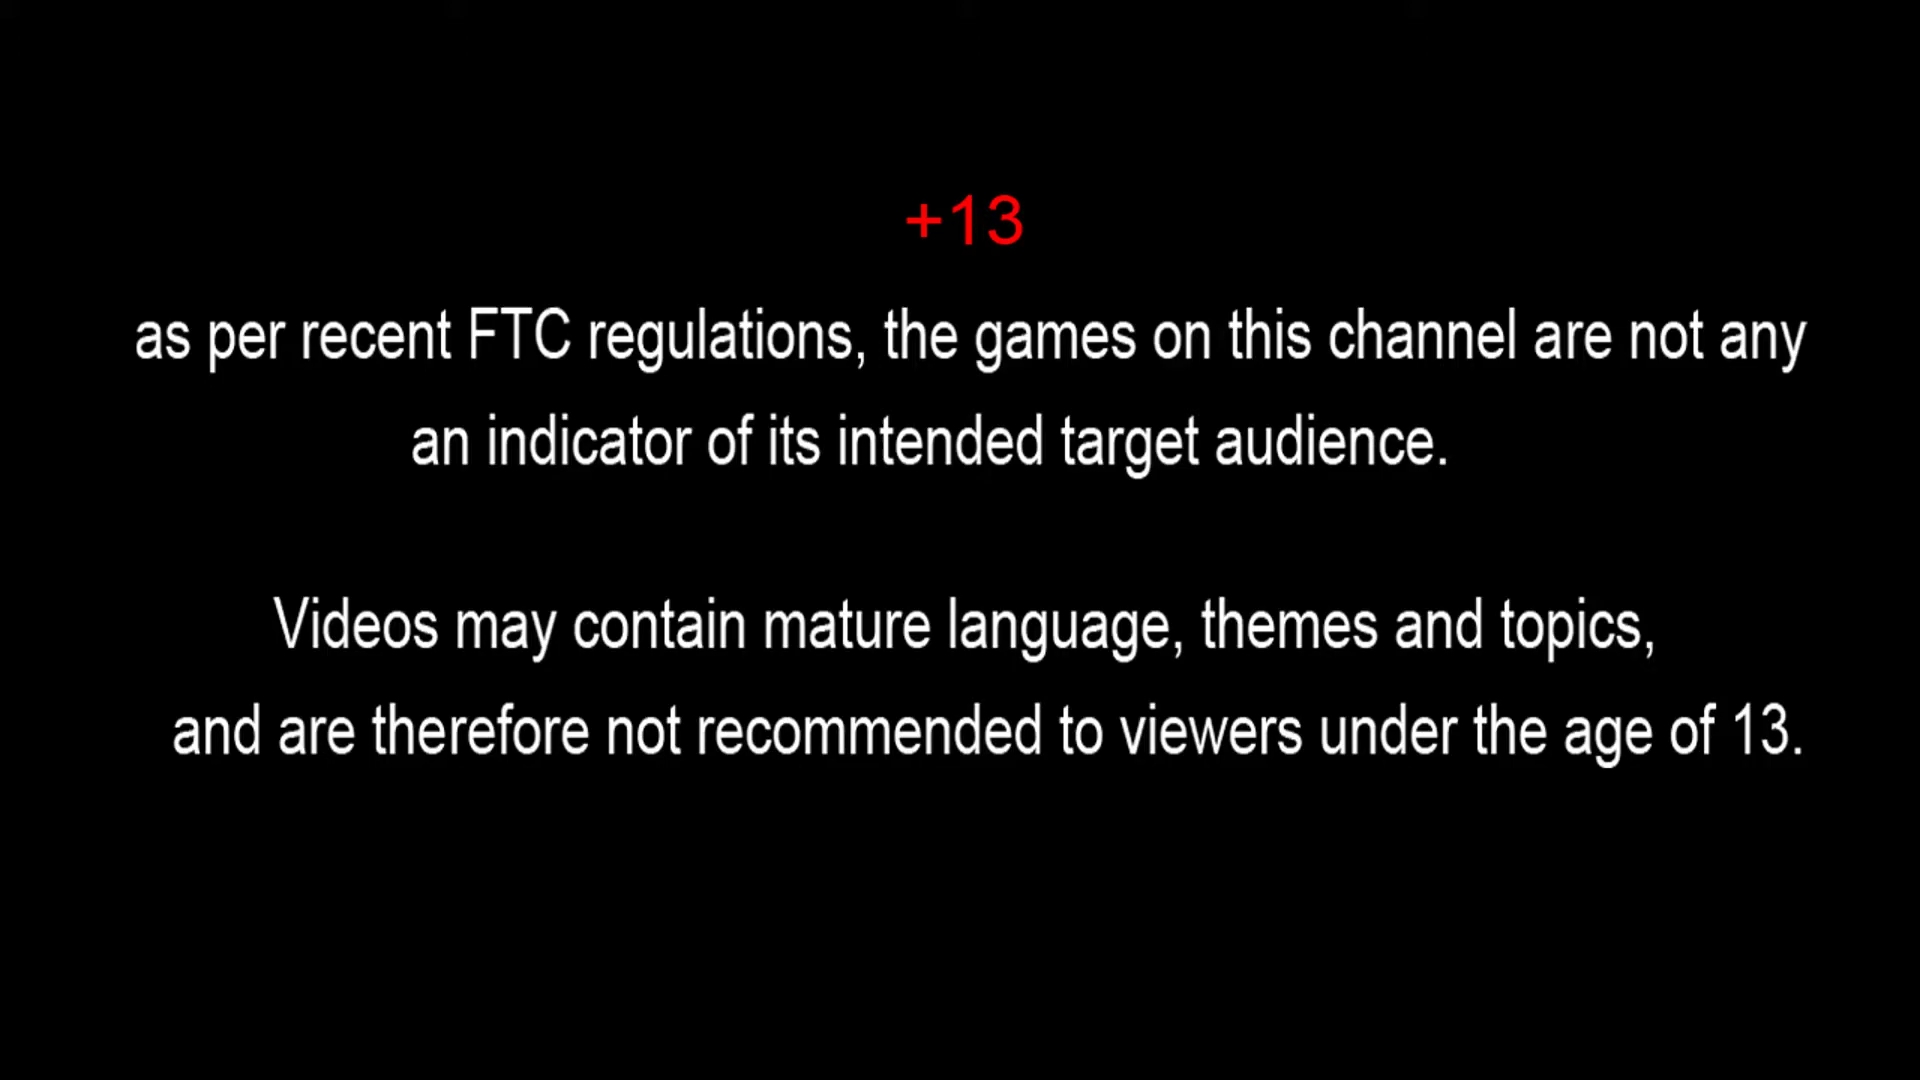 +13
as per recent FTC regulations, the games on this channel are not any
an indicator of its intended target audience.
Videos may contain mature language, themes and topics,
and are therefore not recommended to viewers under the age of 13.